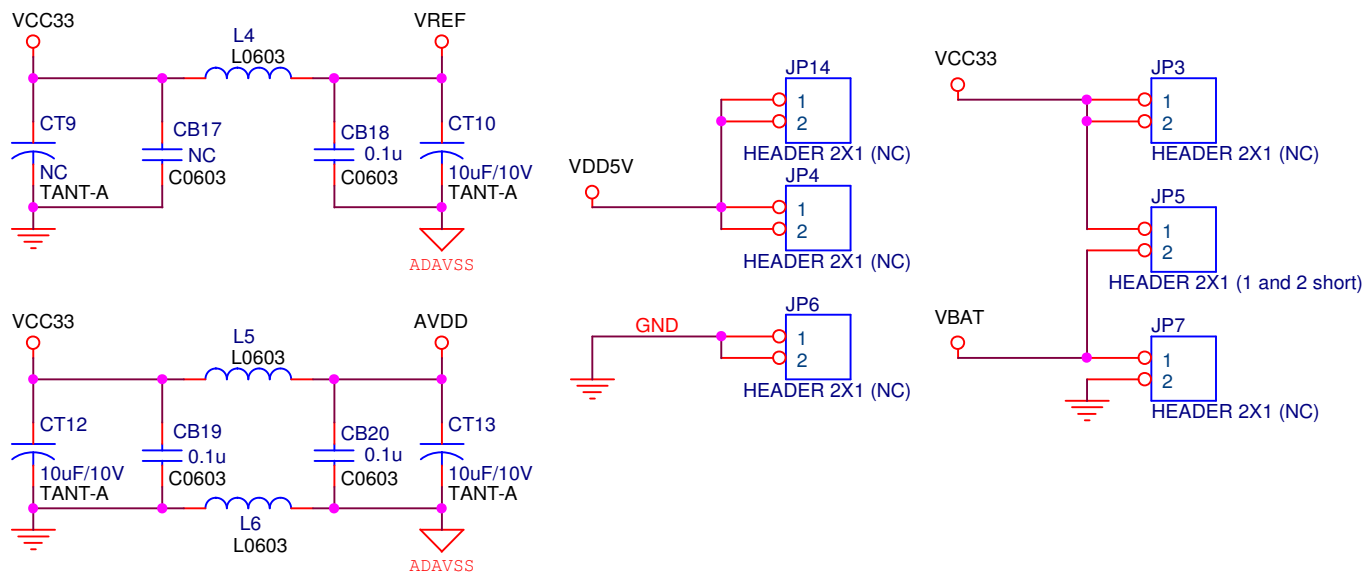 VCC33
L4
L0603
VREF
CT9
NC
TANT-A
CB17
NC
C0603
CB18
0.1u
C0603
CT10
10uF/10V
TANT-A
ADAVSS
VCC33
L5
L0603
AVDD
CT12
10uF/10V
TANT-A
CB19
0.1u
C0603
CB20
0.1u
C0603
CT13
10uF/10V
TANT-A
L6
L0603
ADAVSS
JP14
1
2
HEADER 2X1 (NC)
VDD5V
JP4
1
2
HEADER 2X1 (NC)
JP6
GND
1
2
HEADER 2X1 (NC)
VCC33
JP3
1
2
HEADER 2X1 (NC)
JP5
1
2
HEADER 2X1 (1 and 2 short)
VBAT
JP7
1
2
HEADER 2X1 (NC)